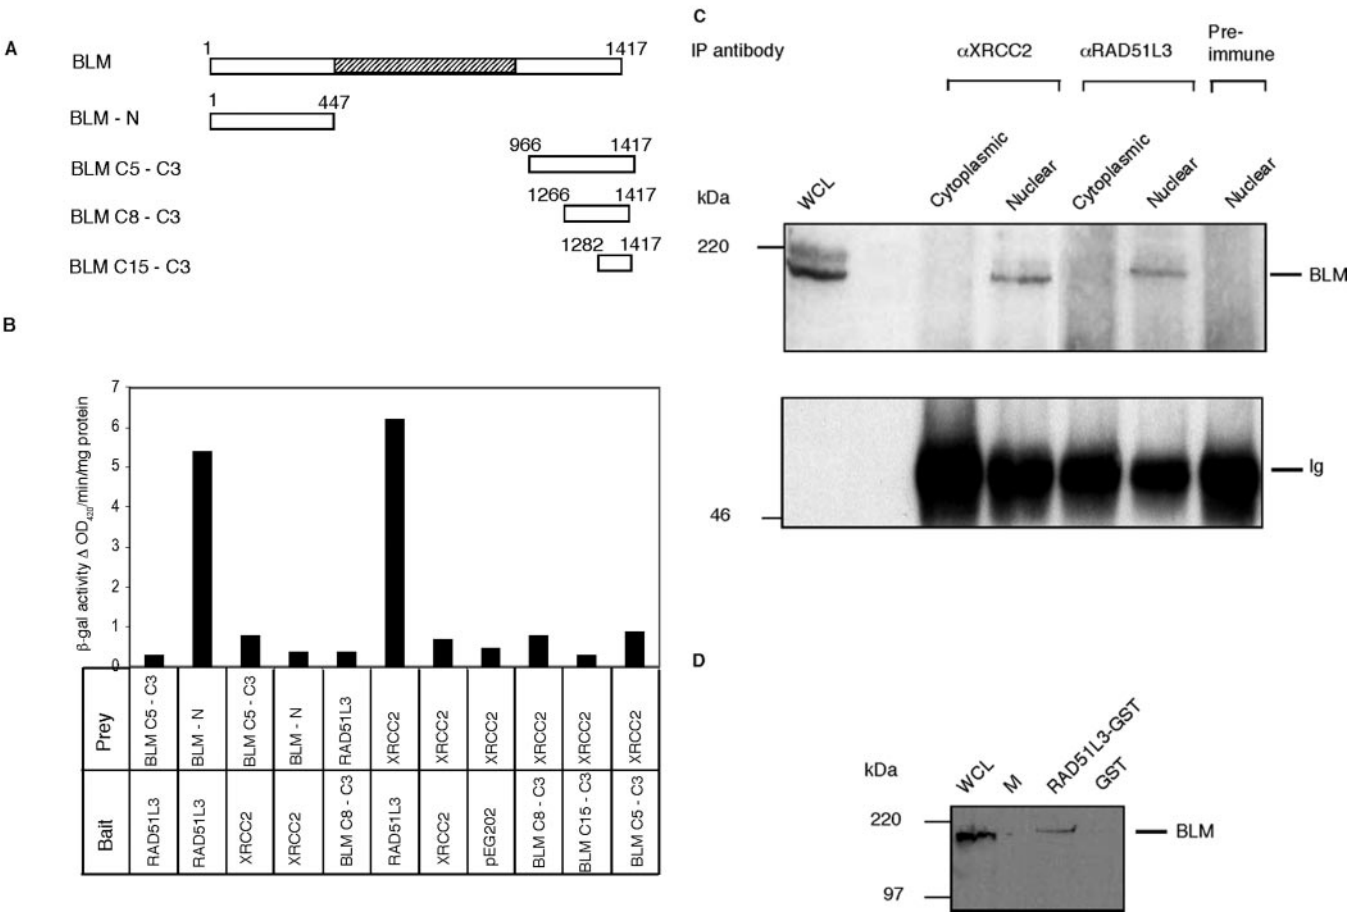 A
BLM
1
1417
BLM - N
1
447
BLM C5 - C3
966
1417
BLM C8 - C3
1266
1417
BLM C15 - C3
1282
1417
B
β-gal activity Δ OD420/min/mg protein
7
6
5
4
3
2
1
0
Prey
BLM C5 - C3
BLM - N
BLM C5 - C3
BLM - N
RAD51L3
XRCC2
XRCC2
XRCC2
XRCC2
XRCC2
XRCC2
Bait
RAD51L3
RAD51L3
XRCC2
XRCC2
BLM C8 - C3
RAD51L3
XRCC2
pEG202
BLM C8 - C3
BLM C15 - C3
BLM C5 - C3
C
IP antibody
αXRCC2
αRAD51L3
Pre-
immune
kDa
WCL
Cytoplasmic
Nuclear
Cytoplasmic
Nuclear
Nuclear
220
BLM
Ig
46
D
kDa
WCL
M
RAD51L3-GST
GST
220
BLM
97